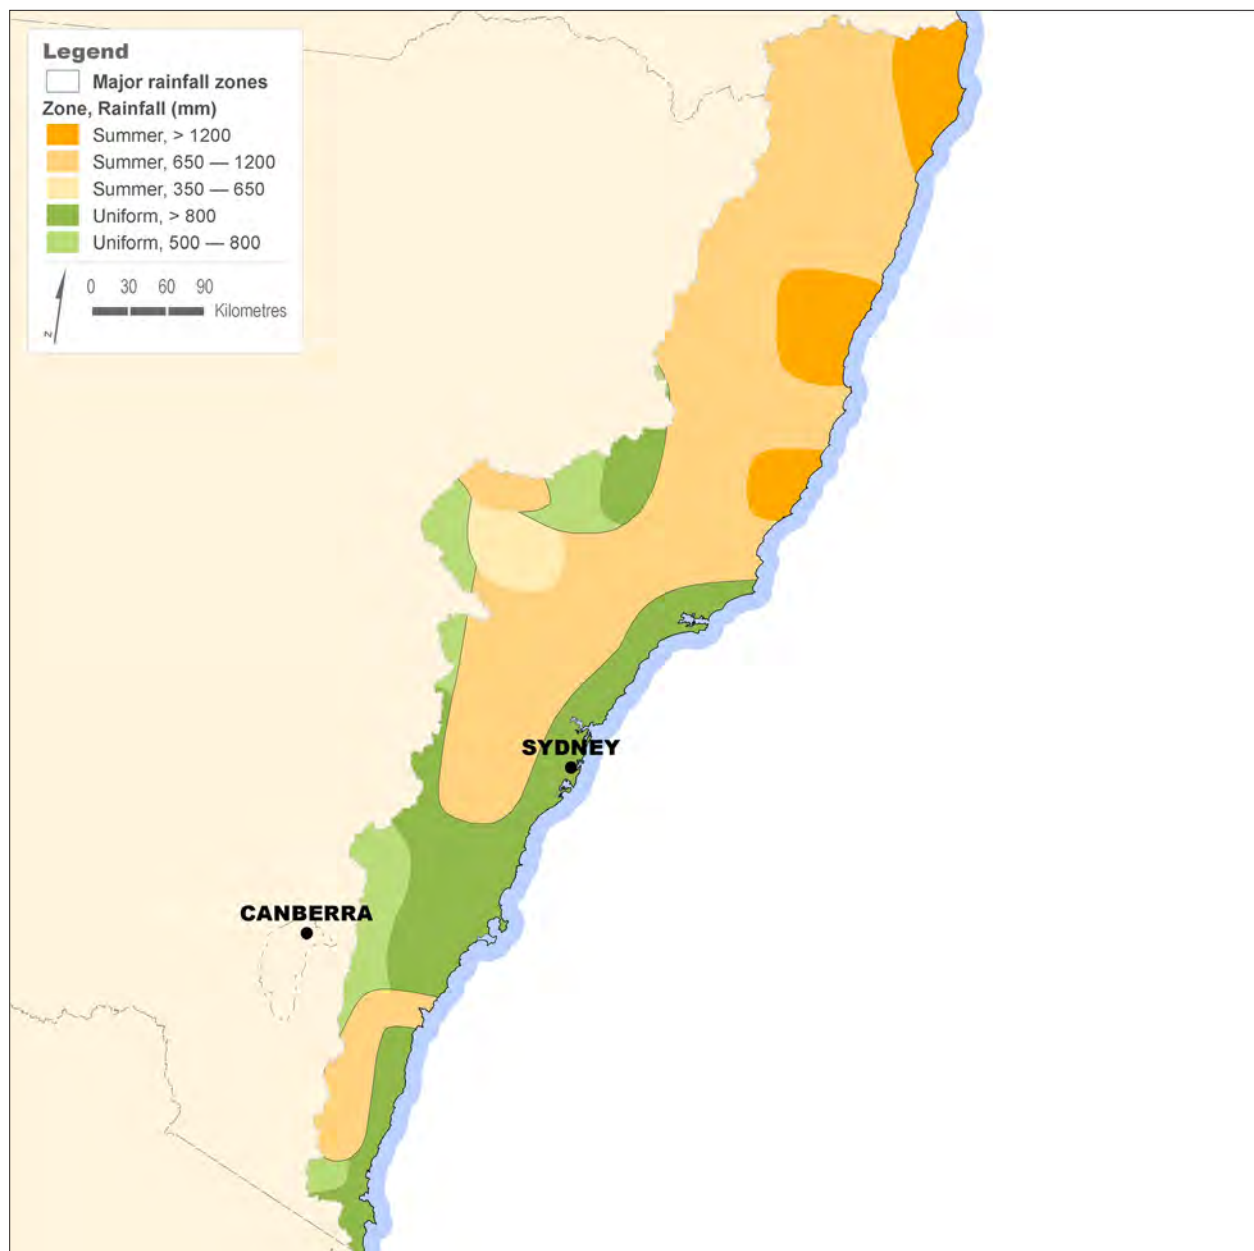 Legend
Major rainfall zones
Zone, Rainfall (mm)
Summer, > 1200
Summer, 650 — 1200
Summer, 350 — 650
Uniform, > 800
Uniform, 500 — 800
0 30 60 90
Kilometres
N
SYDNEY
CANBERRA